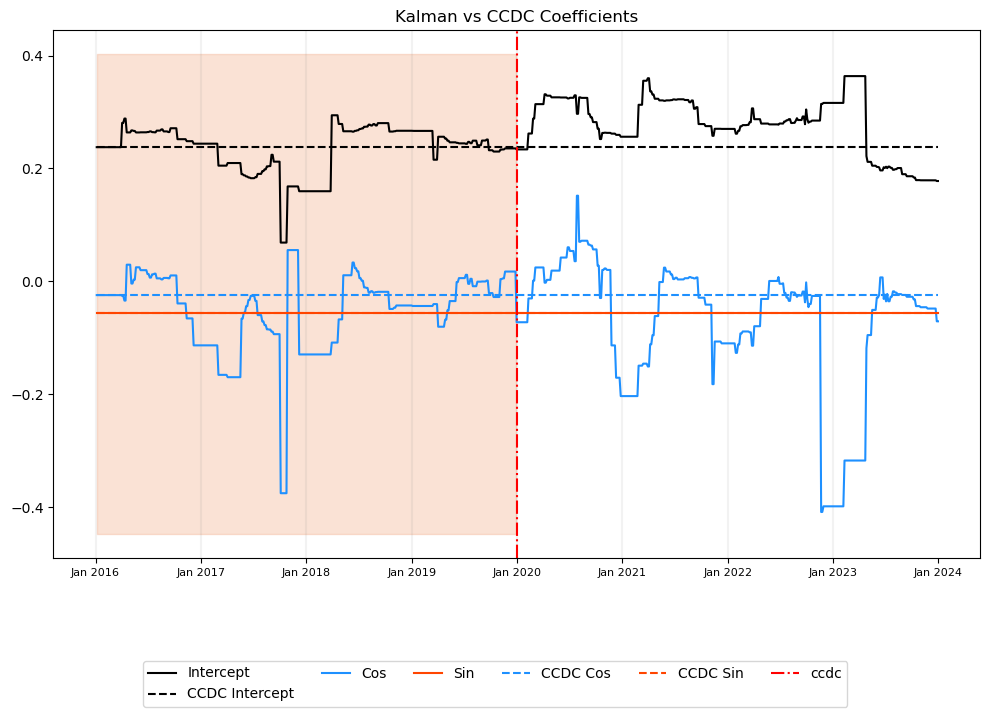 Kalman vs CCDC Coefficients
0.4
0.2
0.0
−0.2
−0.4
Jan 2016 Jan 2017 Jan 2018 Jan 2019 Jan 2020 Jan 2021 Jan 2022 Jan 2023 Jan 2024
Intercept Cos Sin CCDC Cos CCDC Sin ccdc
CCDC Intercept